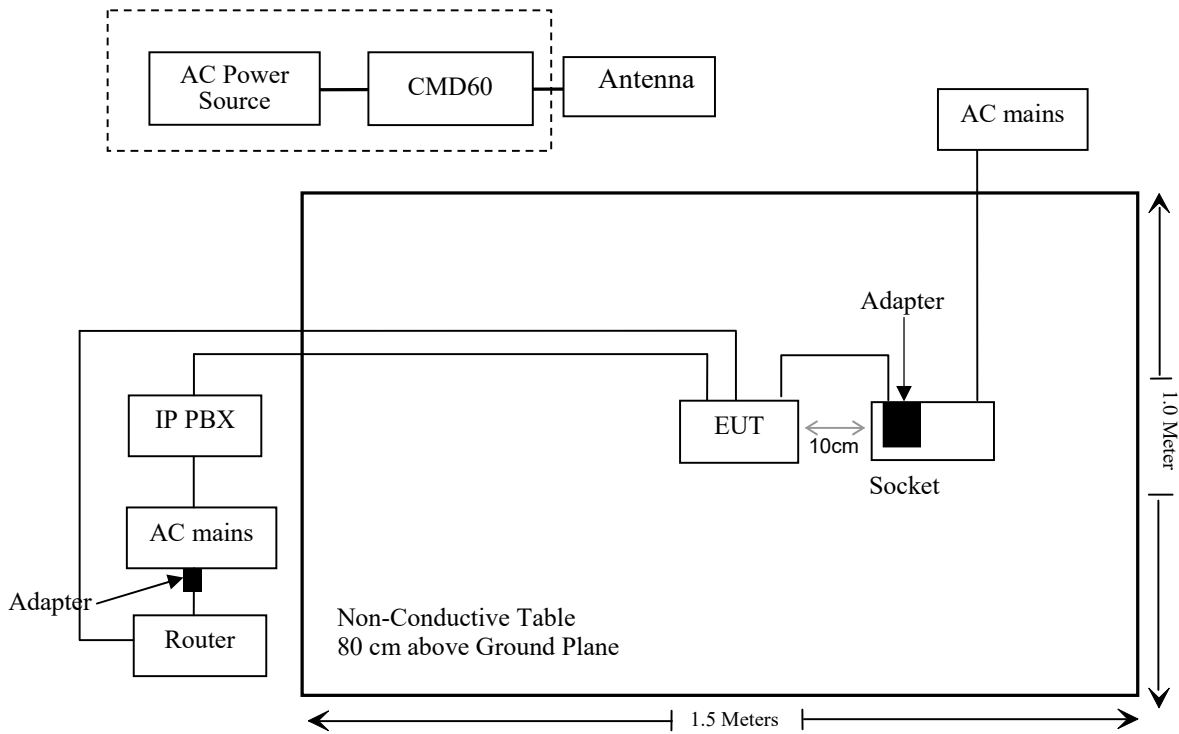 AC Power
Source
CMD60
Antenna
AC mains
Adapter
IP PBX
EUT
10cm
Socket
1.0 Meter
AC mains
Adapter
Router
Non-Conductive Table
80 cm above Ground Plane
1.5 Meters